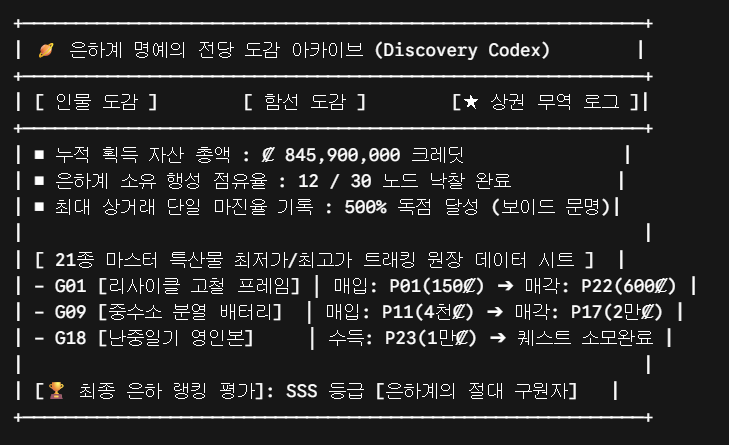 🪐 은하계 명예의 전당 도감 아카이브 (Discovery Codex)
[ 인물 도감 ] [ 함선 도감 ] [★ 상권 무역 로그 ]
■ 누적 획득 자산 총액 : ₡ 845,900,000 크레딧
■ 은하계 소유 행성 점유율 : 12 / 30 노드 낙찰 완료
■ 최대 상거래 단일 마진율 기록 : 500% 독점 달성 (보이드 문명)
[ 21종 마스터 특산물 최저가/최고가 트래킹 원장 데이터 시트 ]
- G01 [리사이클 고철 프레임] | 매입: P01(150₡) ➔ 매각: P22(600₡) |
- G09 [중수소 분열 배터리] | 매입: P11(4천₡) ➔ 매각: P17(2만₡) |
- G18 [난중일기 영인본] | 수득: P23(1만₡) ➔ 퀘스트 소모완료 |
[🏆 최종 은하 랭킹 평가]: SSS 등급 [은하계의 절대 구원자]